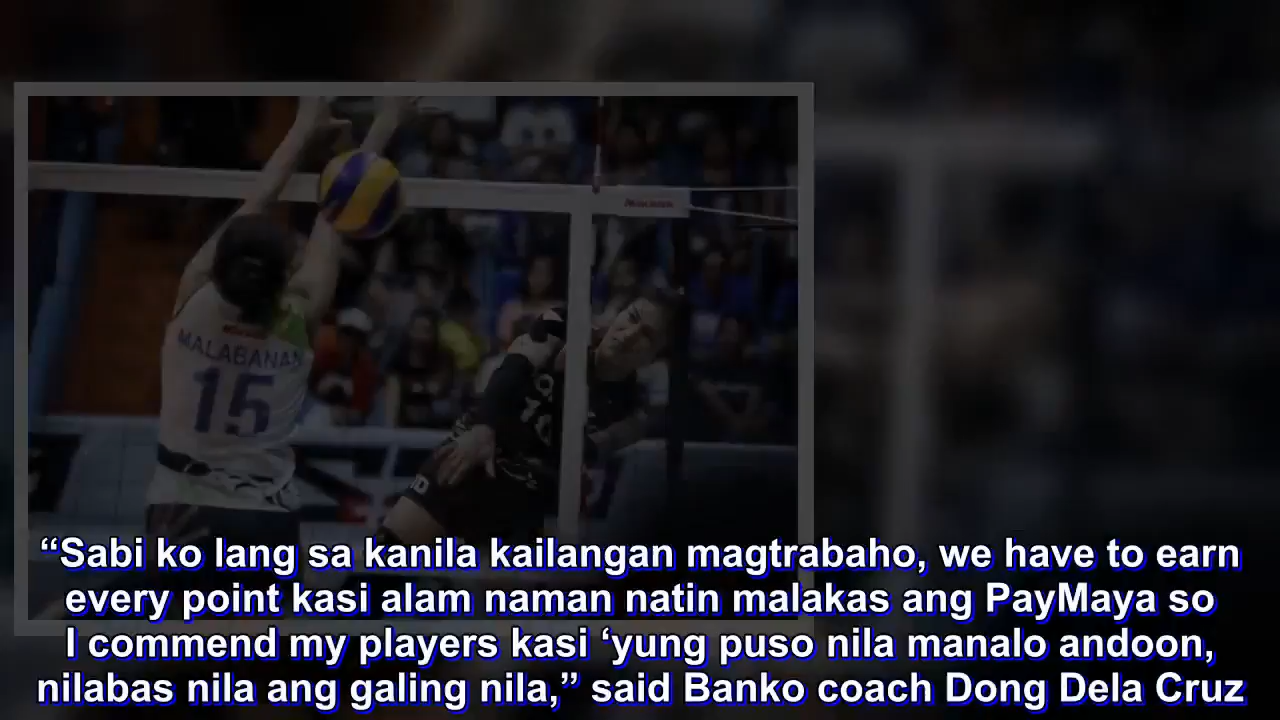 MALABANAN
15
“Sabi ko lang sa kanila kailangan magtrabaho, we have to earn
every point kasi alam naman natin malakas ang PayMaya so
I commend my players kasi ‘yung puso nila manalo andoon,
nilabas nila ang galing nila,” said Banko coach Dong Dela Cruz